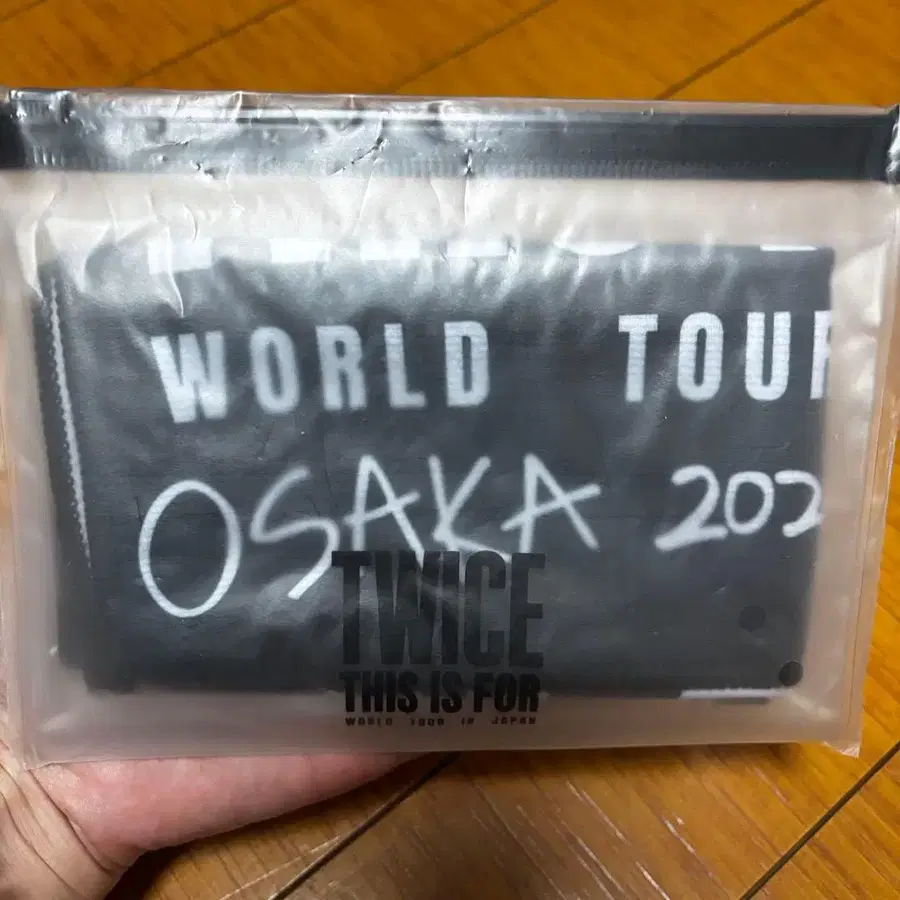 WORLD TOUR
OSAKA 202
TWICE
THIS IS FOR
WORLD TOUR IN JAPAN